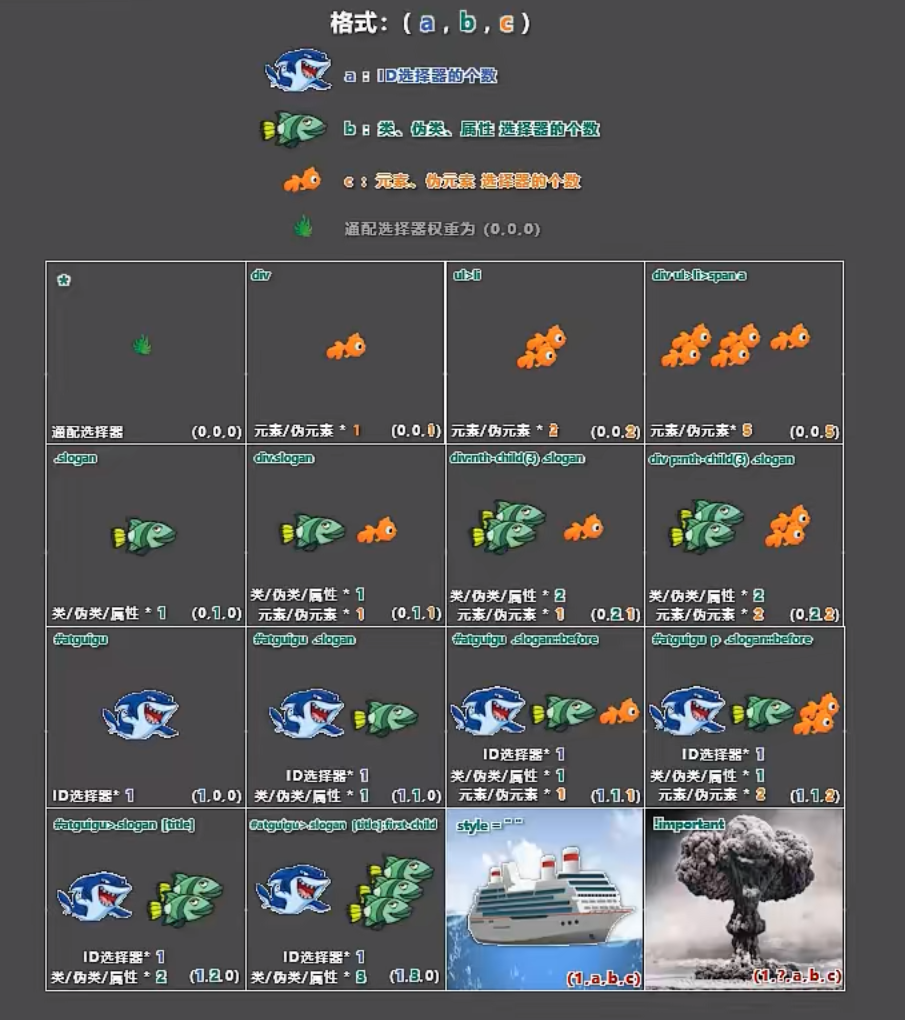 格式：( a , b , c )
a : ID选择器的个数
b : 类、伪类、属性 选择器的个数
c : 元素、伪元素 选择器的个数
通配选择器权重为 (0,0,0)
*
通配选择器 (0,0,0)
div
元素/伪元素 * 1 (0,0,1)
ul>li
元素/伪元素 * 2 (0,0,2)
div ul>li>span a
元素/伪元素* 5 (0,0,5)
.slogan
类/伪类/属性 * 1 (0,1,0)
div.slogan
类/伪类/属性 * 1
元素/伪元素 * 1 (0,1,1)
div:nth-child(3) .slogan
类/伪类/属性 * 2
元素/伪元素 * 1 (0,2,1)
div p:nth-child(3) .slogan
类/伪类/属性 * 2
元素/伪元素 * 2 (0,2,2)
#atguigu
ID选择器* 1 (1,0,0)
#atguigu .slogan
ID选择器* 1
类/伪类/属性 * 1 (1,1,0)
#atguigu .slogan::before
ID选择器* 1
类/伪类/属性 * 1
元素/伪元素 * 1 (1,1,1)
#atguigu p .slogan::before
ID选择器* 1
类/伪类/属性 * 1
元素/伪元素 * 2 (1,1,2)
#atguigu>.slogan [title]
ID选择器* 1
类/伪类/属性 * 2 (1,2,0)
#atguigu>.slogan [title]:first-child
ID选择器* 1
类/伪类/属性 * 3 (1,3,0)
style = " "
(1,a,b,c)
!important
(1,?,a,b,c)